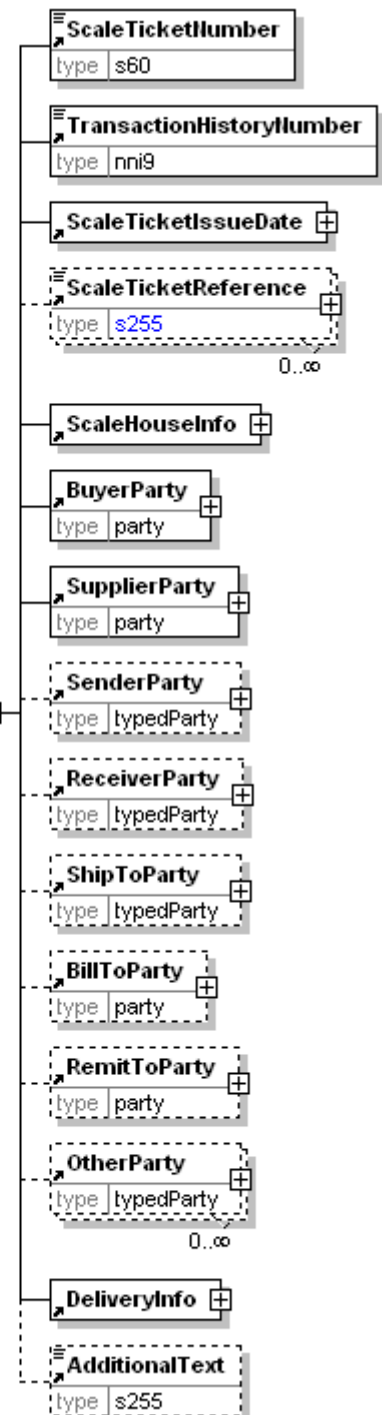 ScaleTicketNumber
type s60
TransactionHistoryNumber
type nni9
ScaleTicketIssueDate
ScaleTicketReference
type s255
0..∞
ScaleHouseInfo
BuyerParty
type party
SupplierParty
type party
SenderParty
type typedParty
ReceiverParty
type typedParty
ShipToParty
type typedParty
BillToParty
type party
RemitToParty
type party
OtherParty
type typedParty
0..∞
DeliveryInfo
AdditionalText
type s255